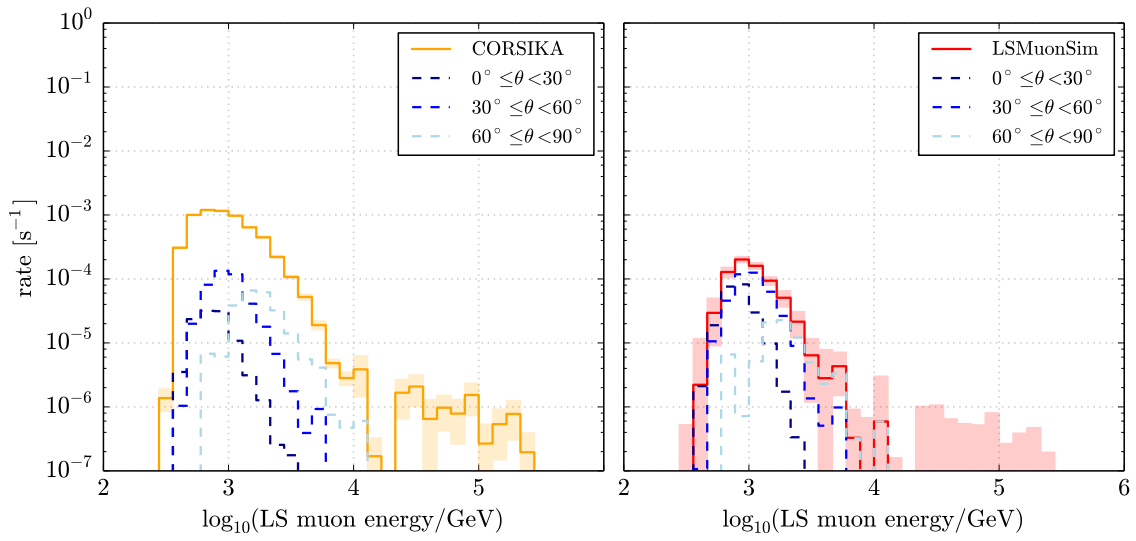 10⁰
10⁻¹
10⁻²
10⁻³
10⁻⁴
10⁻⁵
10⁻⁶
10⁻⁷
rate [s⁻¹]
CORSIKA
0° ≤θ<30°
30° ≤θ<60°
60° ≤θ<90°
2 3 4 5
log₁₀(LS muon energy/GeV)
LSMuonSim
0° ≤θ<30°
30° ≤θ<60°
60° ≤θ<90°
2 3 4 5 6
log₁₀(LS muon energy/GeV)